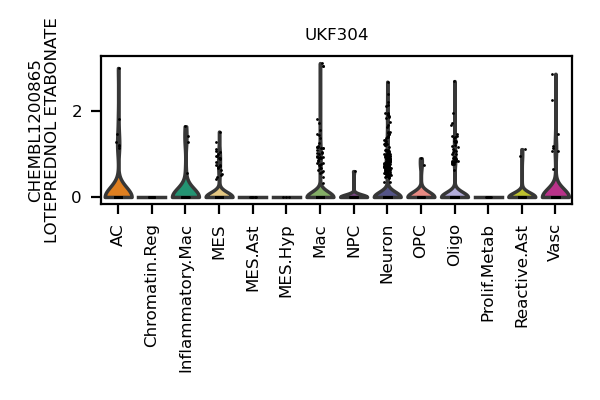 UKF304
CHEMBL1200865
LOTEPREDNOL ETABONATE
2
0
AC
Chromatin.Reg
Inflammatory.Mac
MES
MES.Ast
MES.Hyp
Mac
NPC
Neuron
OPC
Oligo
Prolif.Metab
Reactive.Ast
Vasc